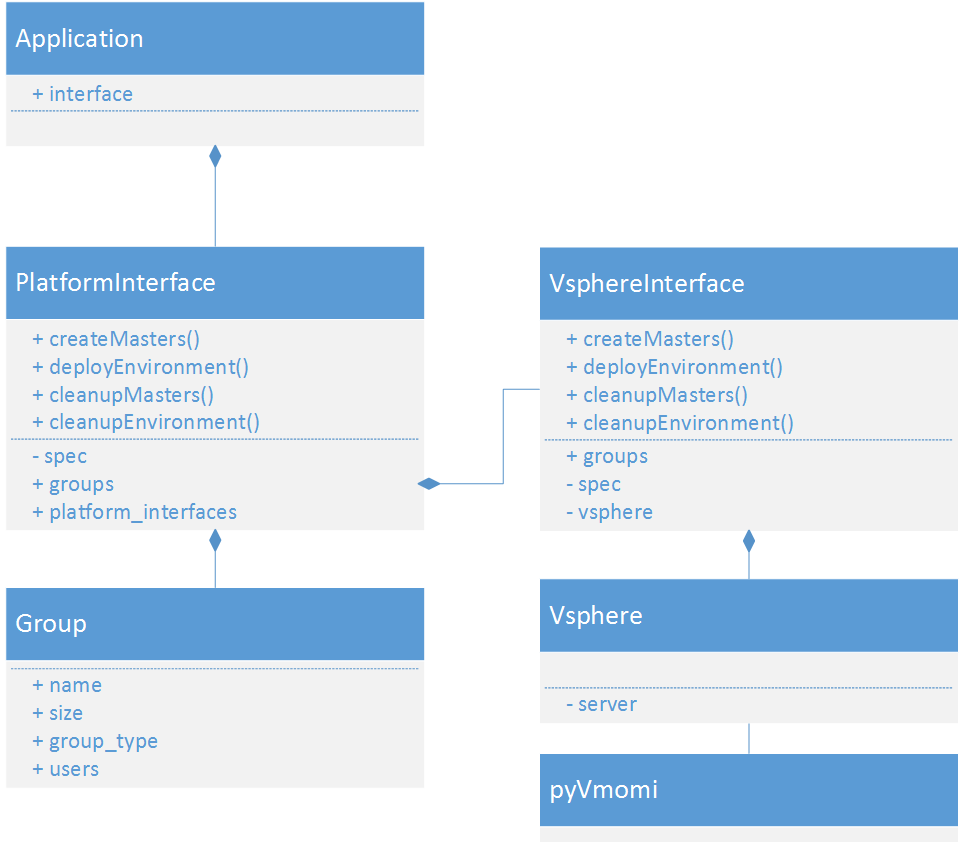 Application
+ interface
PlatformInterface
+ createMasters()
+ deployEnvironment()
+ cleanupMasters()
+ cleanupEnvironment()
- spec
+ groups
+ platform_interfaces
Group
+ name
+ size
+ group_type
+ users
VsphereInterface
+ createMasters()
+ deployEnvironment()
+ cleanupMasters()
+ cleanupEnvironment()
+ groups
- spec
- vsphere
Vsphere
- server
pyVmomi